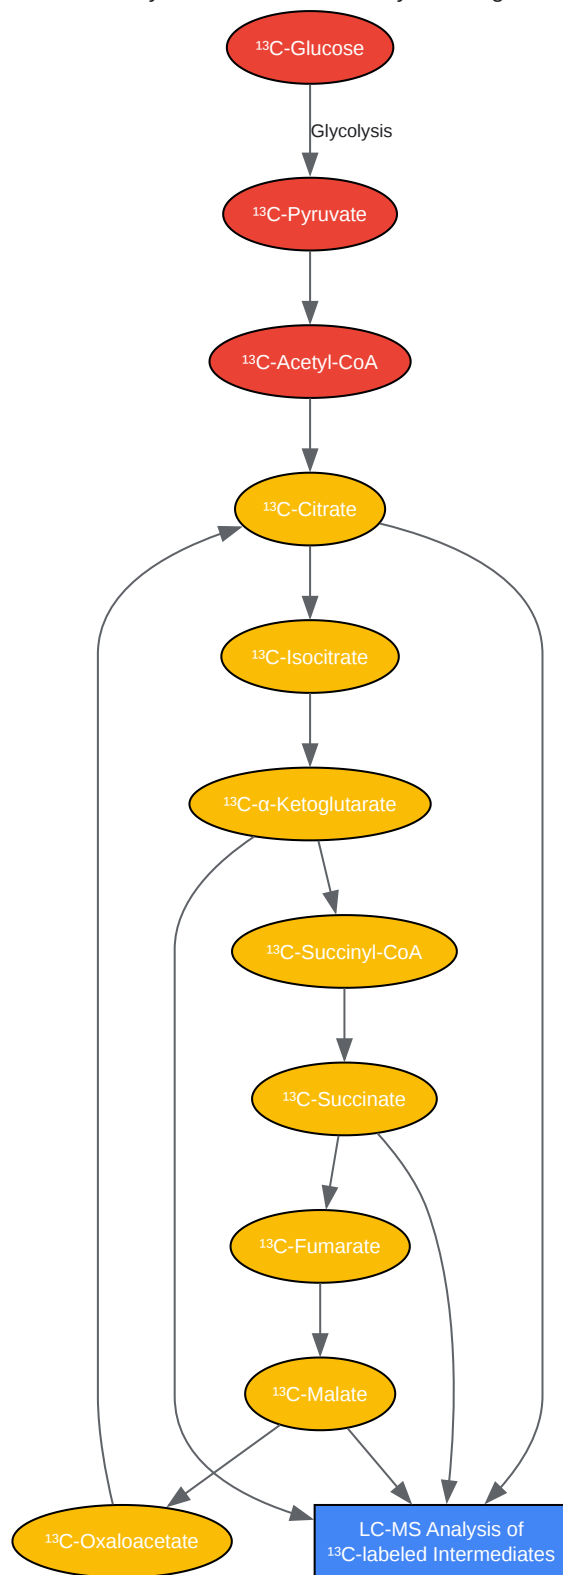 ¹³C-Glucose
Glycolysis
¹³C-Pyruvate
¹³C-Acetyl-CoA
¹³C-Citrate
¹³C-Isocitrate
¹³C-α-Ketoglutarate
¹³C-Succinyl-CoA
¹³C-Succinate
¹³C-Fumarate
¹³C-Malate
¹³C-Oxaloacetate
LC-MS Analysis of
¹³C-labeled Intermediates